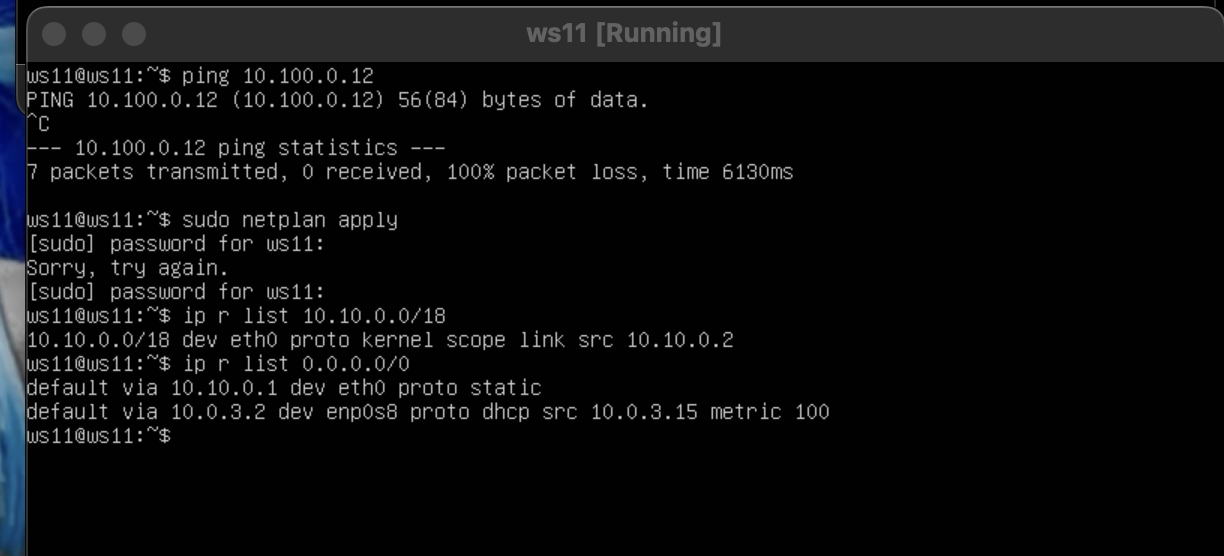 ws11 [Running]
ws11@ws11:~$ ping 10.100.0.12
PING 10.100.0.12 (10.100.0.12) 56(84) bytes of data.
^C
--- 10.100.0.12 ping statistics ---
7 packets transmitted, 0 received, 100% packet loss, time 6130ms
ws11@ws11:~$ sudo netplan apply
[sudo] password for ws11:
Sorry, try again.
[sudo] password for ws11:
ws11@ws11:~$ ip r list 10.10.0.0/18
10.10.0.0/18 dev eth0 proto kernel scope link src 10.10.0.2
ws11@ws11:~$ ip r list 0.0.0.0/0
default via 10.10.0.1 dev eth0 proto static
default via 10.0.3.2 dev enp0s8 proto dhcp src 10.0.3.15 metric 100
ws11@ws11:~$